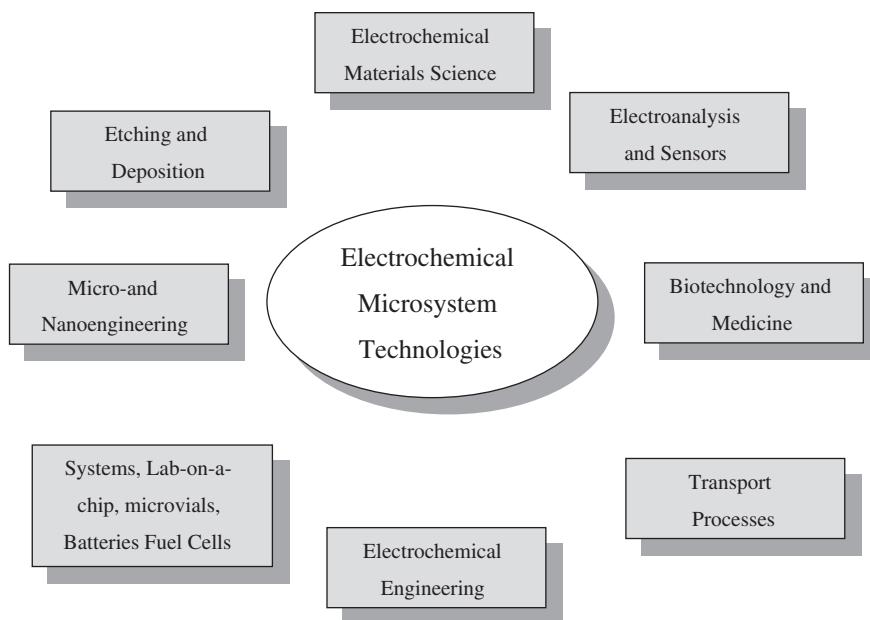 Electrochemical
Materials Science
Electroanalysis
and Sensors
Etching and
Deposition
Electrochemical
Microsystem
Technologies
Micro-and
Nanoengineering
Biotechnology and
Medicine
Systems, Lab-on-a-
chip, microvials,
Batteries Fuel Cells
Transport
Processes
Electrochemical
Engineering